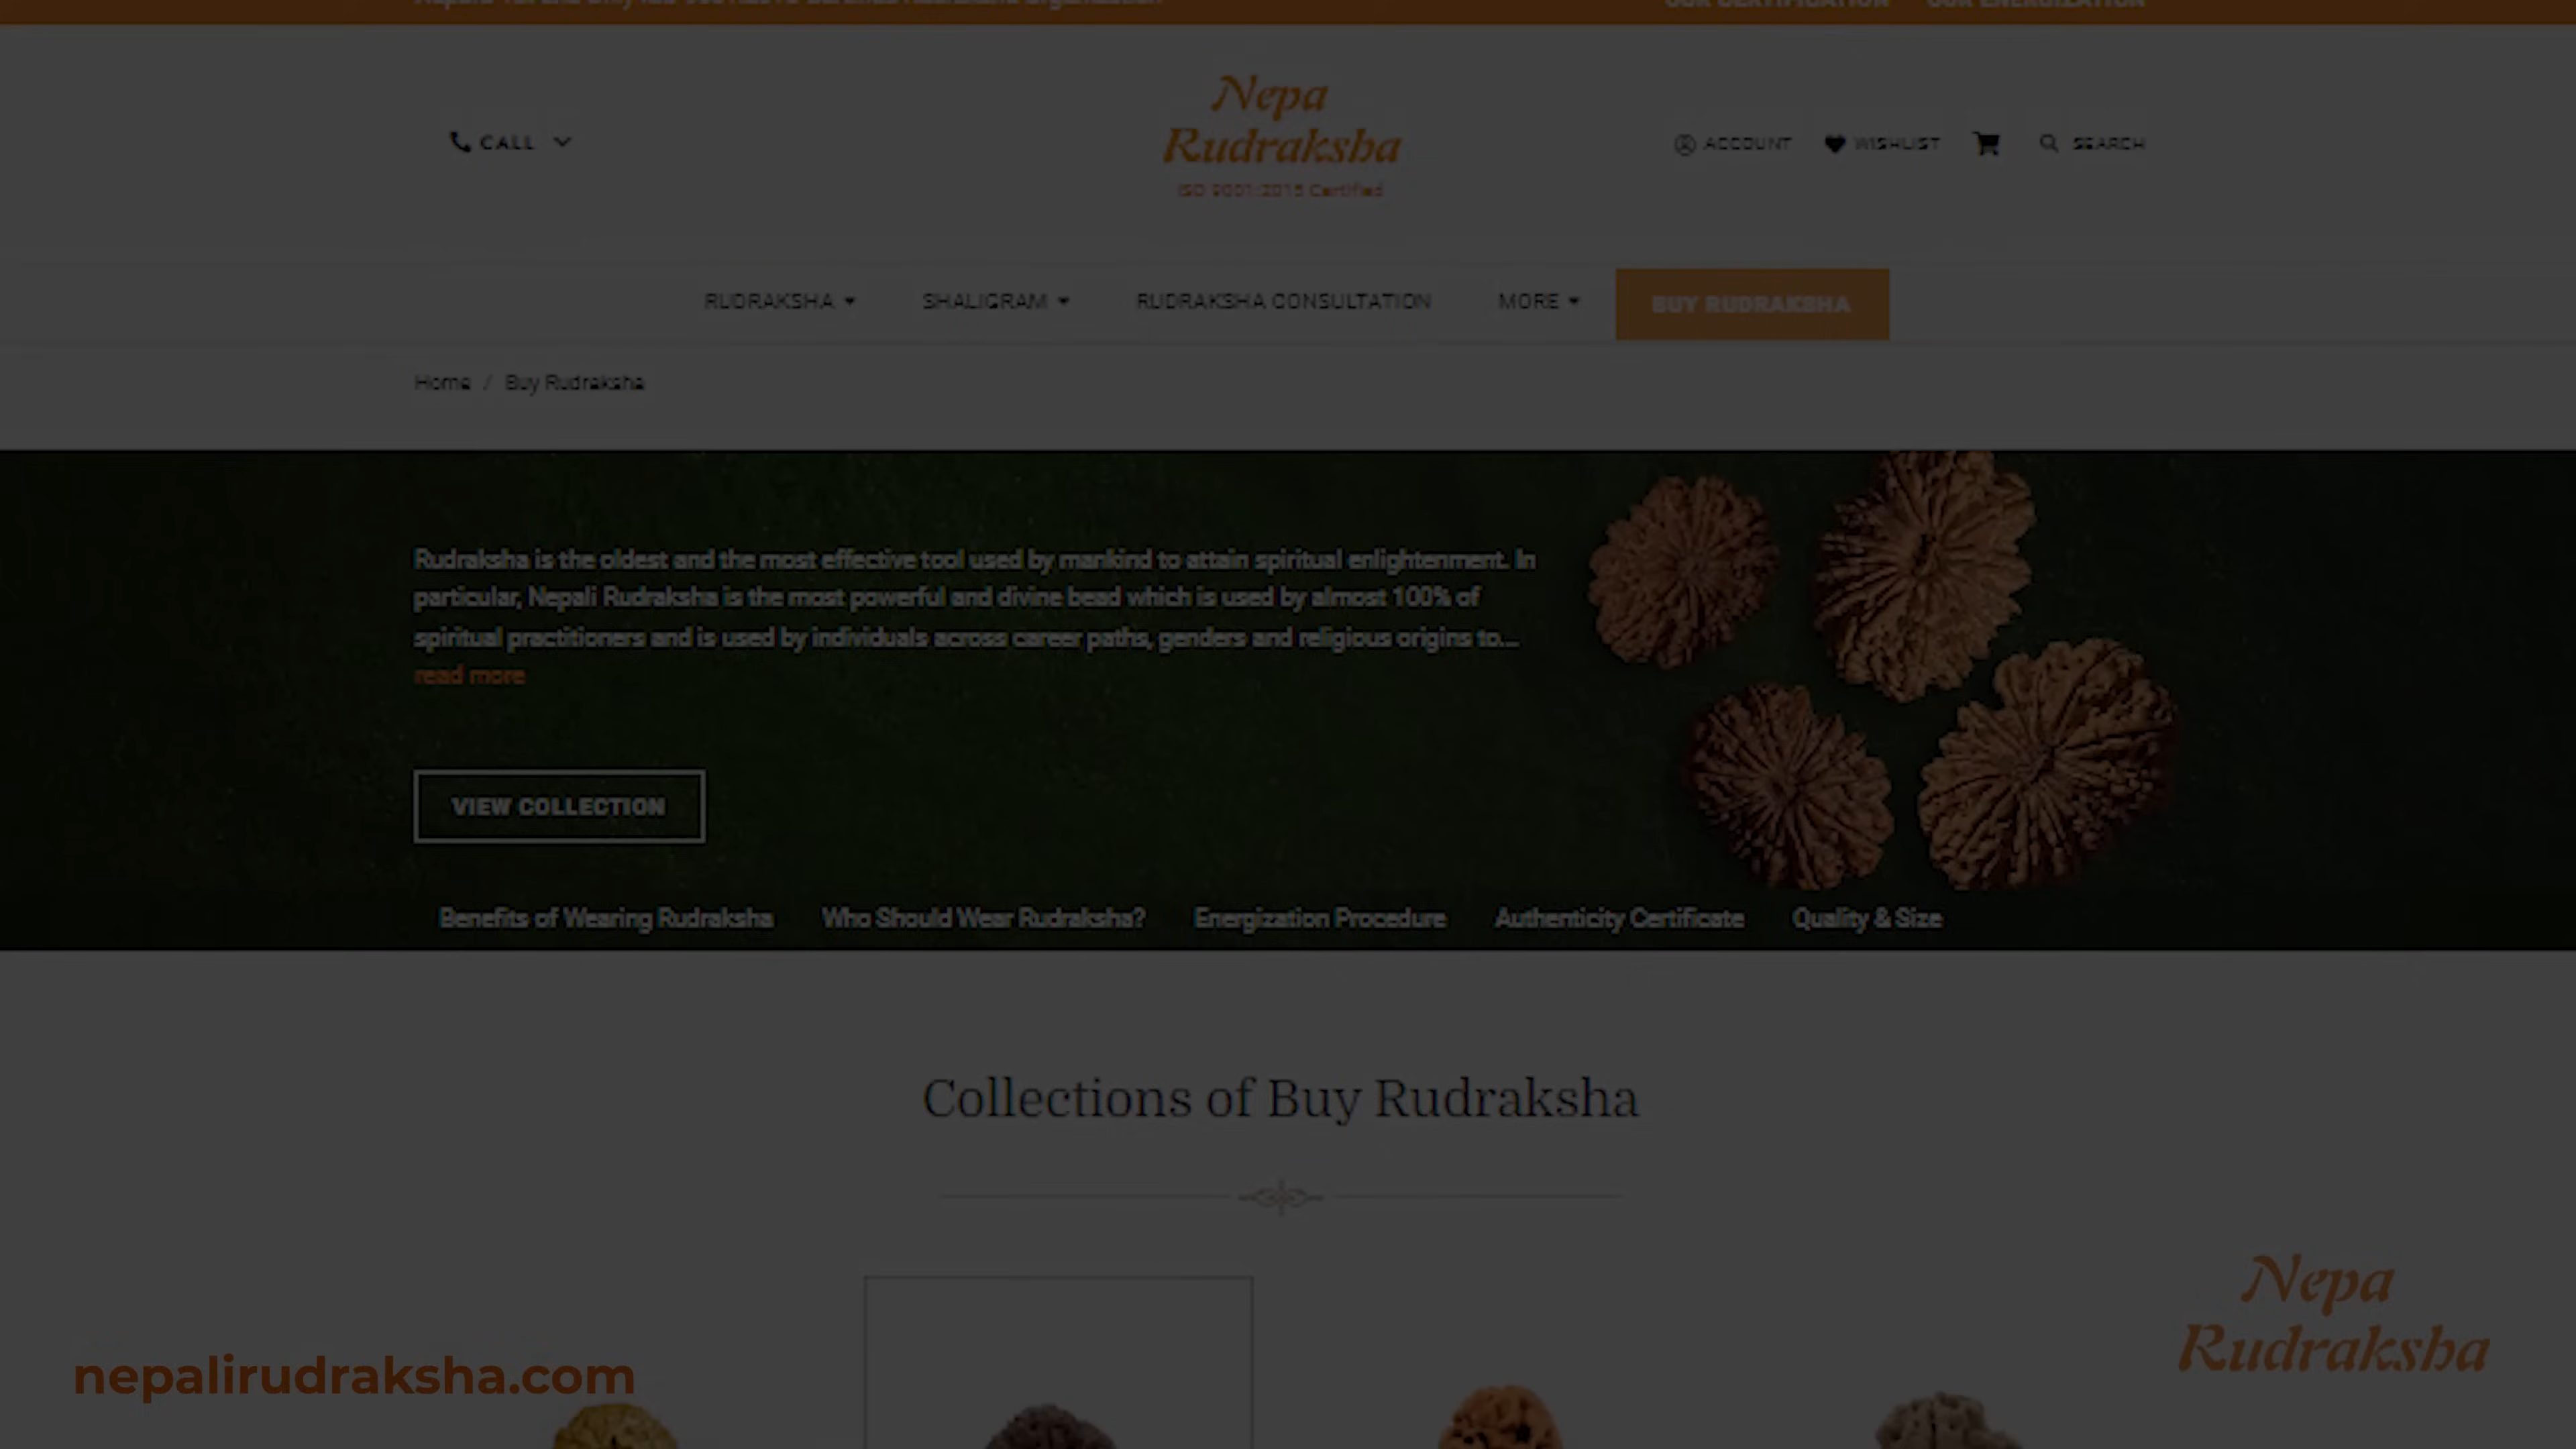 CALL
Nepa
Rudraksha
ISO 9001:2015 Certified
ACCOUNT WISHLIST SEARCH
RUDRAKSHA SHALIGRAM RUDRAKSHA CONSULTATION MORE BUY RUDRAKSHA
Home / Buy Rudraksha
Rudraksha is the oldest and the most effective tool used by mankind to attain spiritual enlightenment. In
particular, Nepali Rudraksha is the most powerful and divine bead which is used by almost 100% of
spiritual practitioners and is used by individuals across career paths, genders and religious origins to...
read more
VIEW COLLECTION
Benefits of Wearing Rudraksha Who Should Wear Rudraksha? Energization Procedure Authenticity Certificate Quality & Size
Collections of Buy Rudraksha
Nepa
Rudraksha
nepalirudraksha.com